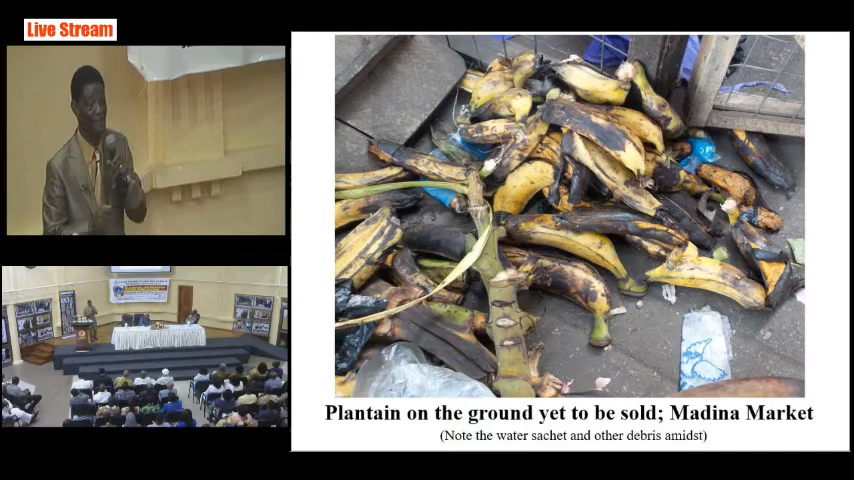 Live Stream
Plantain on the ground yet to be sold; Madina Market
(Note the water sachet and other debris amidst)